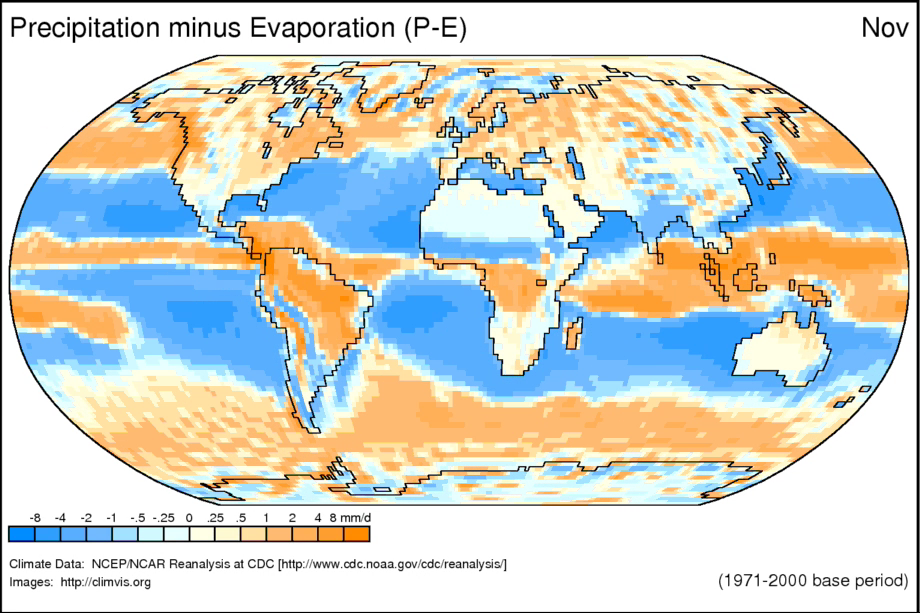 Precipitation minus Evaporation (P-E)
Nov
-8 -4 -2 -1 -.5 -.25 0 .25 .5 1 2 4 8 mm/d
Climate Data: NCEP/NCAR Reanalysis at CDC [http://www.cdc.noaa.gov/cdc/reanalysis/]
Images: http://climvis.org
(1971-2000 base period)